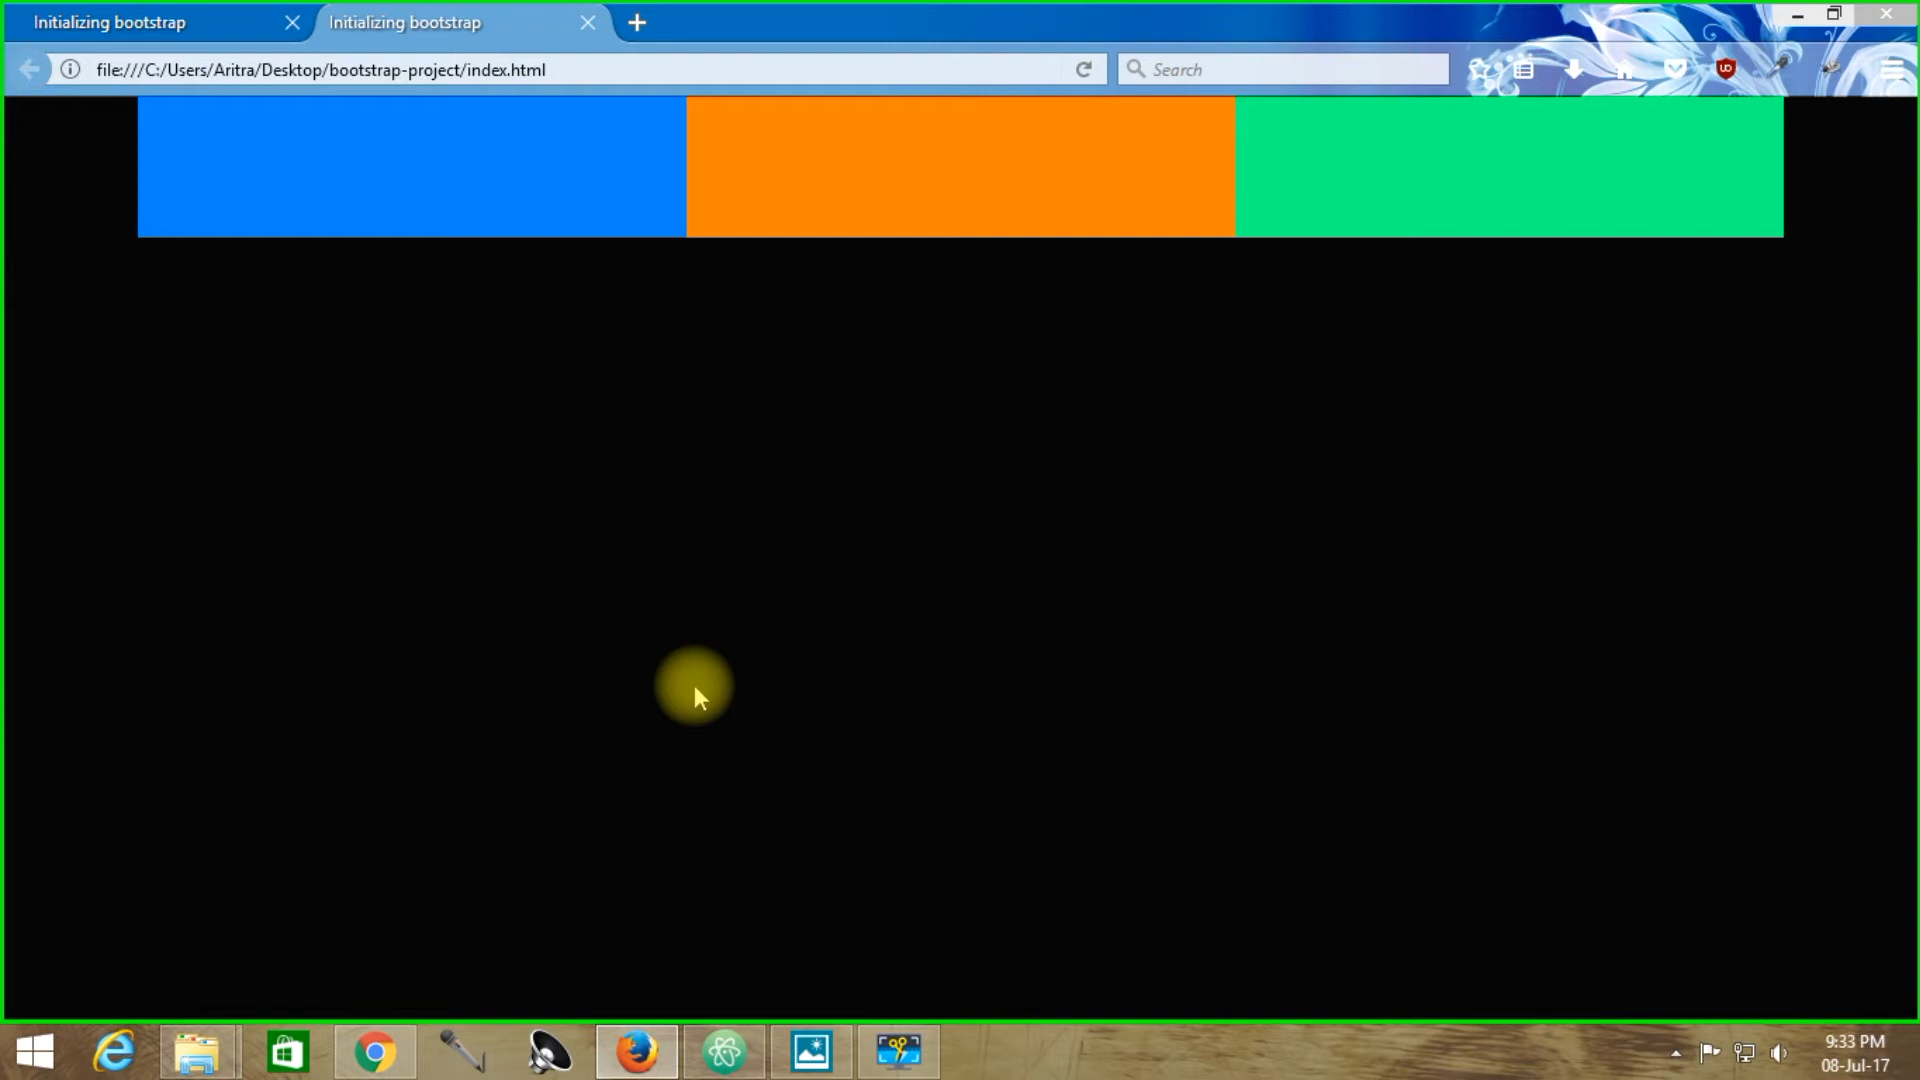 Initializing bootstrap
Initializing bootstrap
file:///C:/Users/Aritra/Desktop/bootstrap-project/index.html
Search
9:33 PM
08-Jul-17